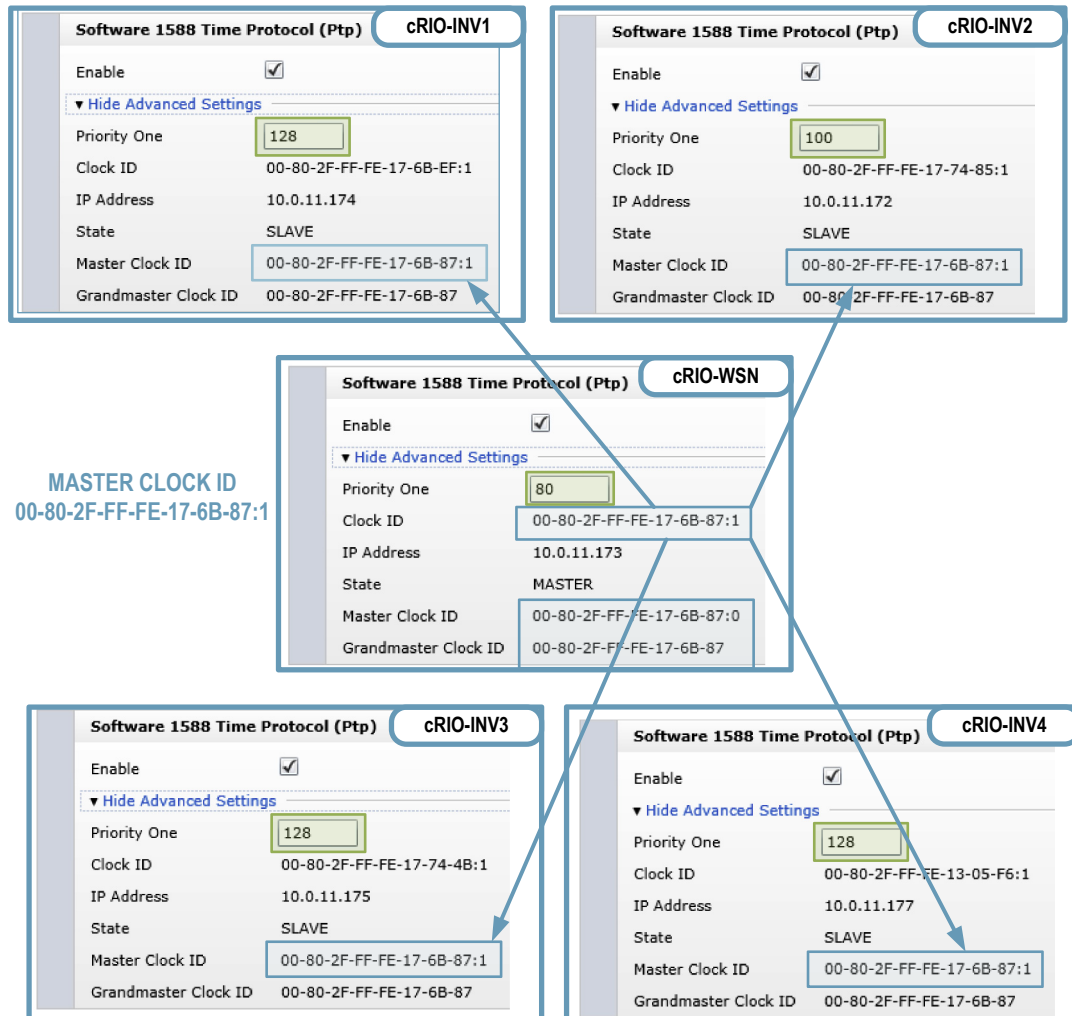 Software 1588 Time Protocol (Ptp)
cRIO-INV1
Enable
▾ Hide Advanced Settings
Priority One 128
Clock ID 00-80-2F-FF-FE-17-6B-EF:1
IP Address 10.0.11.174
State SLAVE
Master Clock ID 00-80-2F-FF-FE-17-6B-87:1
Grandmaster Clock ID 00-80-2F-FF-FE-17-6B-87
Software 1588 Time Protocol (Ptp)
cRIO-INV2
Enable
▾ Hide Advanced Settings
Priority One 100
Clock ID 00-80-2F-FF-FE-17-74-85:1
IP Address 10.0.11.172
State SLAVE
Master Clock ID 00-80-2F-FF-FE-17-6B-87:1
Grandmaster Clock ID 00-80-2F-FF-FE-17-6B-87
MASTER CLOCK ID
00-80-2F-FF-FE-17-6B-87:1
Software 1588 Time Protocol (Ptp)
cRIO-WSN
Enable
▾ Hide Advanced Settings
Priority One 80
Clock ID 00-80-2F-FF-FE-17-6B-87:1
IP Address 10.0.11.173
State MASTER
Master Clock ID 00-80-2F-FF-FE-17-6B-87:0
Grandmaster Clock ID 00-80-2F-FF-FE-17-6B-87
Software 1588 Time Protocol (Ptp)
cRIO-INV3
Enable
▾ Hide Advanced Settings
Priority One 128
Clock ID 00-80-2F-FF-FE-17-74-4B:1
IP Address 10.0.11.175
State SLAVE
Master Clock ID 00-80-2F-FF-FE-17-6B-87:1
Grandmaster Clock ID 00-80-2F-FF-FE-17-6B-87
Software 1588 Time Protocol (Ptp)
cRIO-INV4
Enable
▾ Hide Advanced Settings
Priority One 128
Clock ID 00-80-2F-FF-FE-13-05-F6:1
IP Address 10.0.11.177
State SLAVE
Master Clock ID 00-80-2F-FF-FE-17-6B-87:1
Grandmaster Clock ID 00-80-2F-FF-FE-17-6B-87